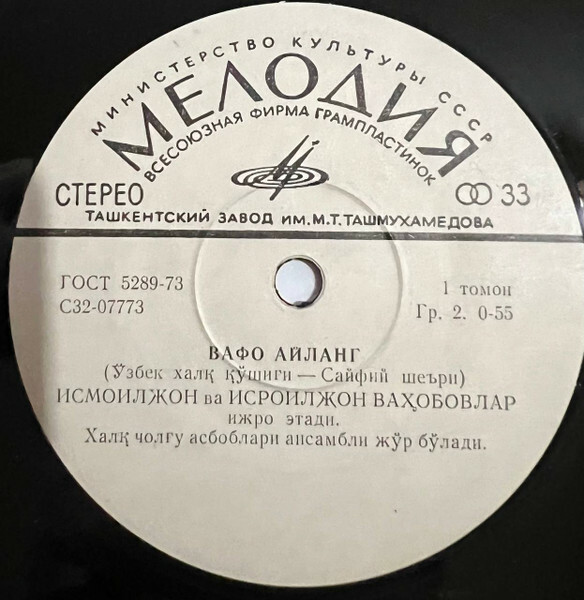 МИНИСТЕРСТВО КУЛЬТУРЫ СССР
МЕЛОДИЯ
ВСЕСОЮЗНАЯ ФИРМА ГРАМПЛАСТИНОК
СТЕРЕО
33
ТАШКЕНТСКИЙ ЗАВОД ИМ. М.Т. ТАШМУХАМЕДОВА
ГОСТ 5289-73
С32-07773
1 томон
Гр. 2. 0-55
ВАФО АЙЛАНГ
(Ўзбек халқ қўшиғи — Сайфий шеъри)
ИСМОИЛЖОН ва ИСРОИЛЖОН ВАҲОБОВЛАР
ижро этади.
Халқ чолғу асбоблари ансамбли жўр бўлади.